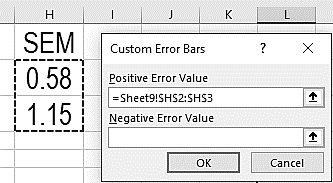 H I J K L
SEM
0.58
1.15
Custom Error Bars ? ×
Positive Error Value
=Sheet9!$H$2:$H$3
Negative Error Value
OK Cancel